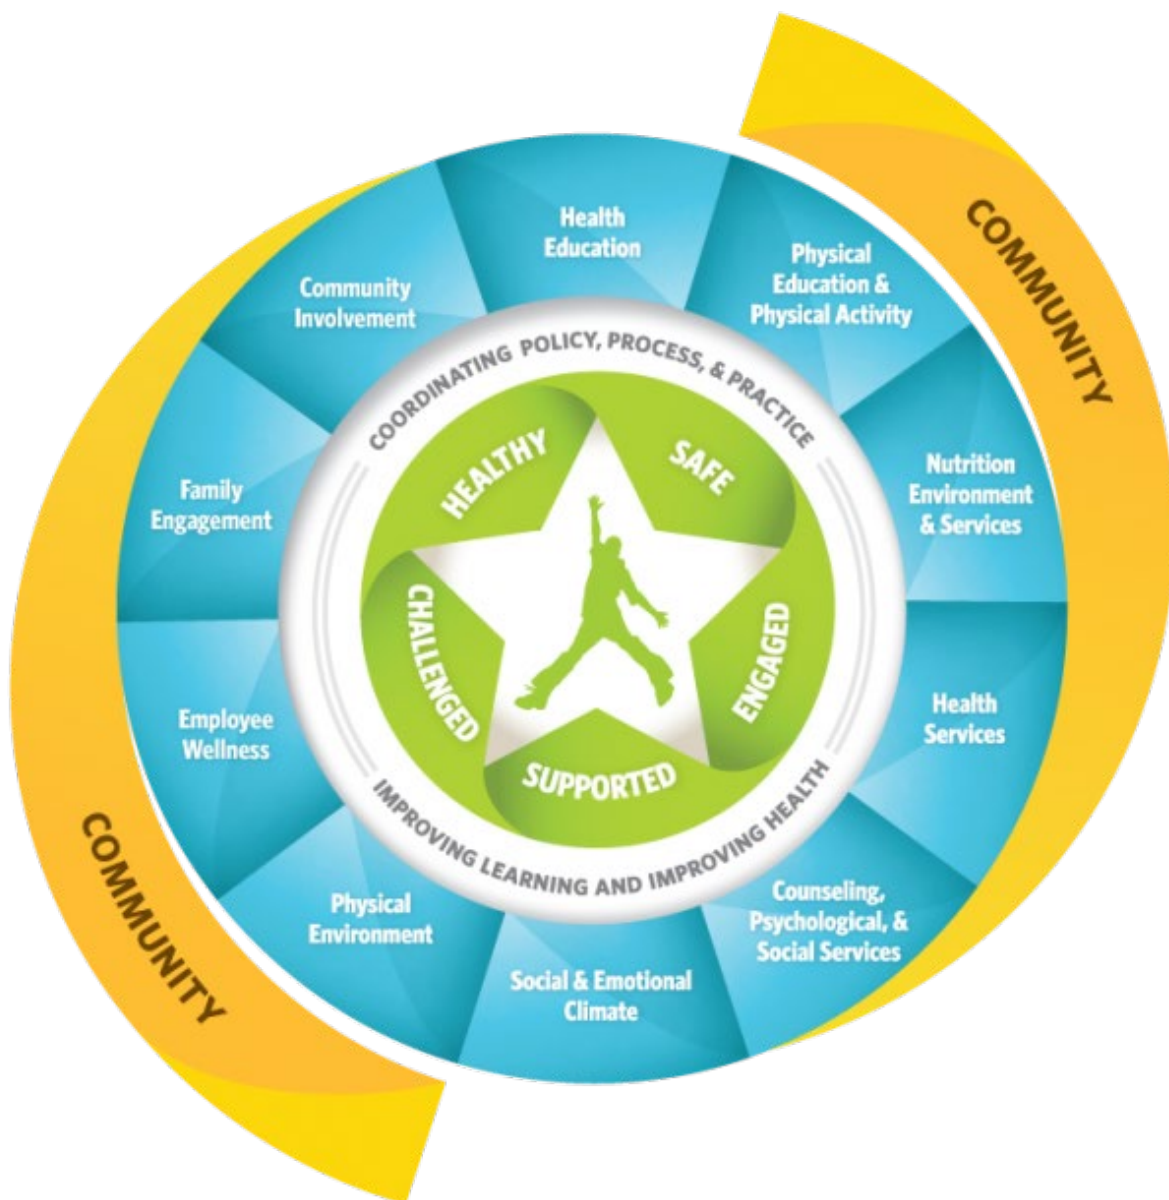 COMMUNITY
Health
Education
Physical
Education &
Physical Activity
Nutrition
Environment
& Services
Health
Services
Counseling,
Psychological, &
Social Services
Social & Emotional
Climate
Physical
Environment
Employee
Wellness
Family
Engagement
Community
Involvement
COORDINATING POLICY, PROCESS, & PRACTICE
IMPROVING LEARNING AND IMPROVING HEALTH
HEALTHY
SAFE
ENGAGED
SUPPORTED
CHALLENGED
COMMUNITY